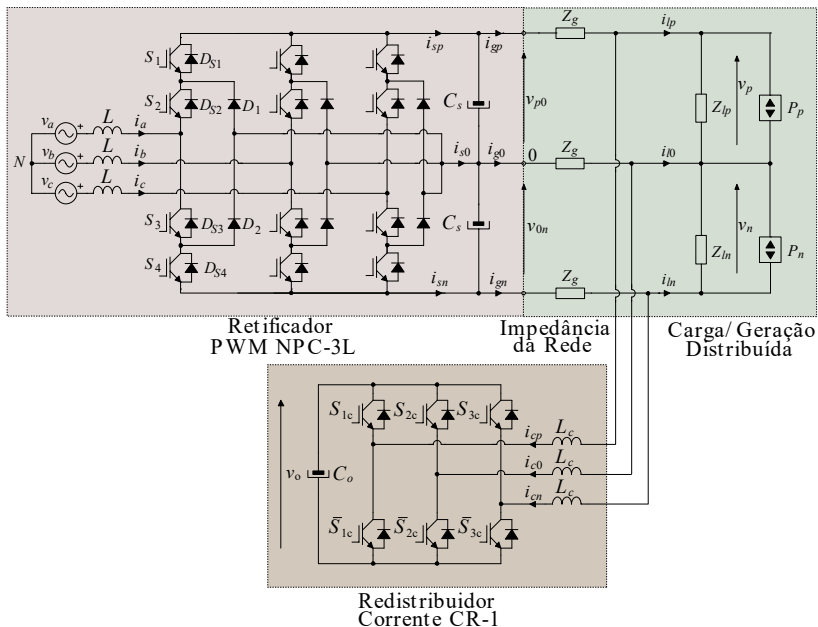 S1 DS1
isp igp Zg ilp
S2 DS2 D1
Cs
vp0 Zlp vp Pp
va + L ia
N vb + L ib
is0 ig0 0 Zg il0
vc + L ic
S3 DS3 D2
Cs
v0n Zln vn Pn
S4 DS4
isn ign Zg iln
Retificador
PWM NPC-3L
Impedância
da Rede
Carga/Geração
Distribuída
S1c S2c S3c
icp Lc
vo Co
ic0 Lc
icn Lc
S̅1c S̅2c S̅3c
Redistribuidor
Corrente CR-1